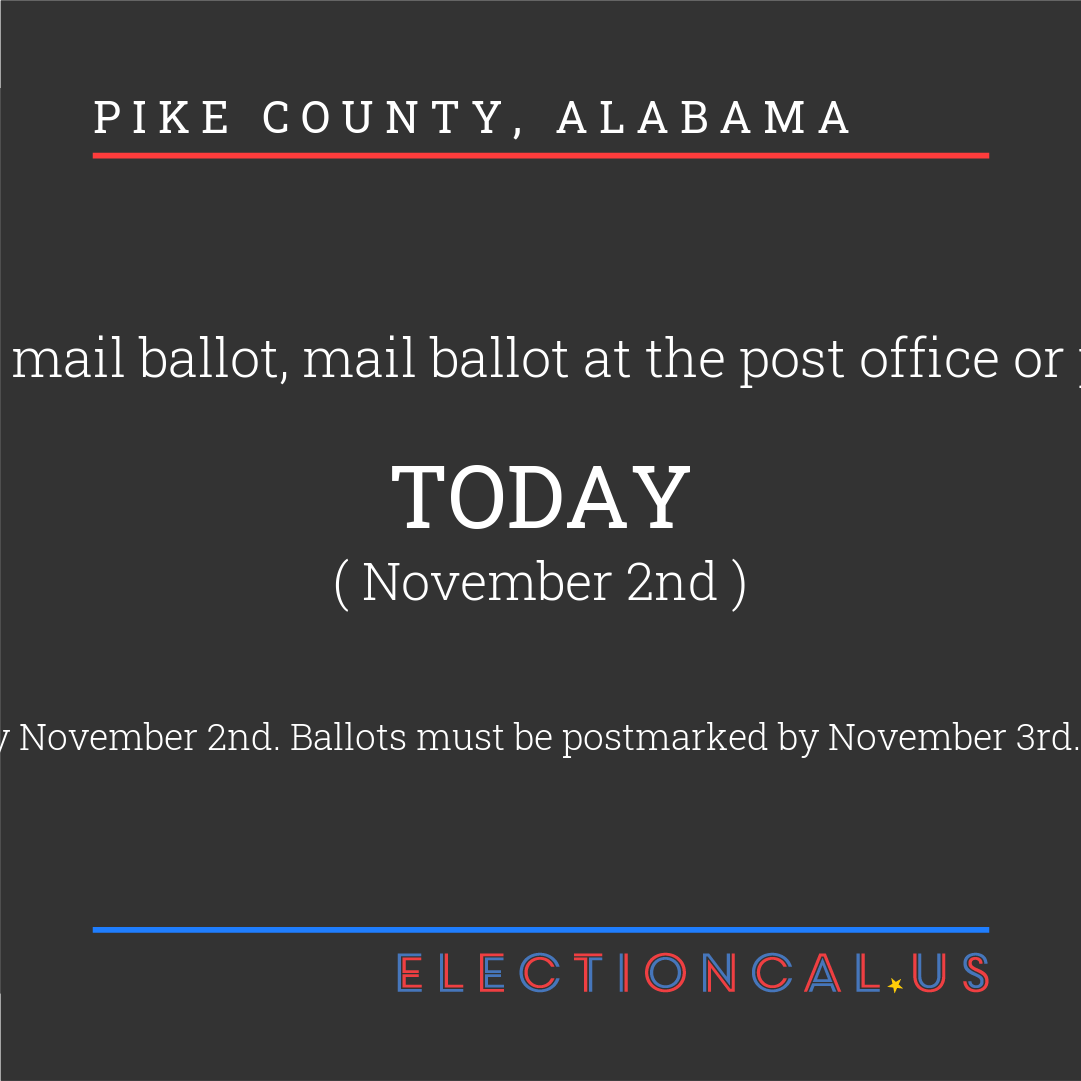 PIKE COUNTY, ALABAMA
mail ballot, mail ballot at the post office or
TODAY
( November 2nd )
November 2nd. Ballots must be postmarked by November 3rd.
ELECTIONCAL.US